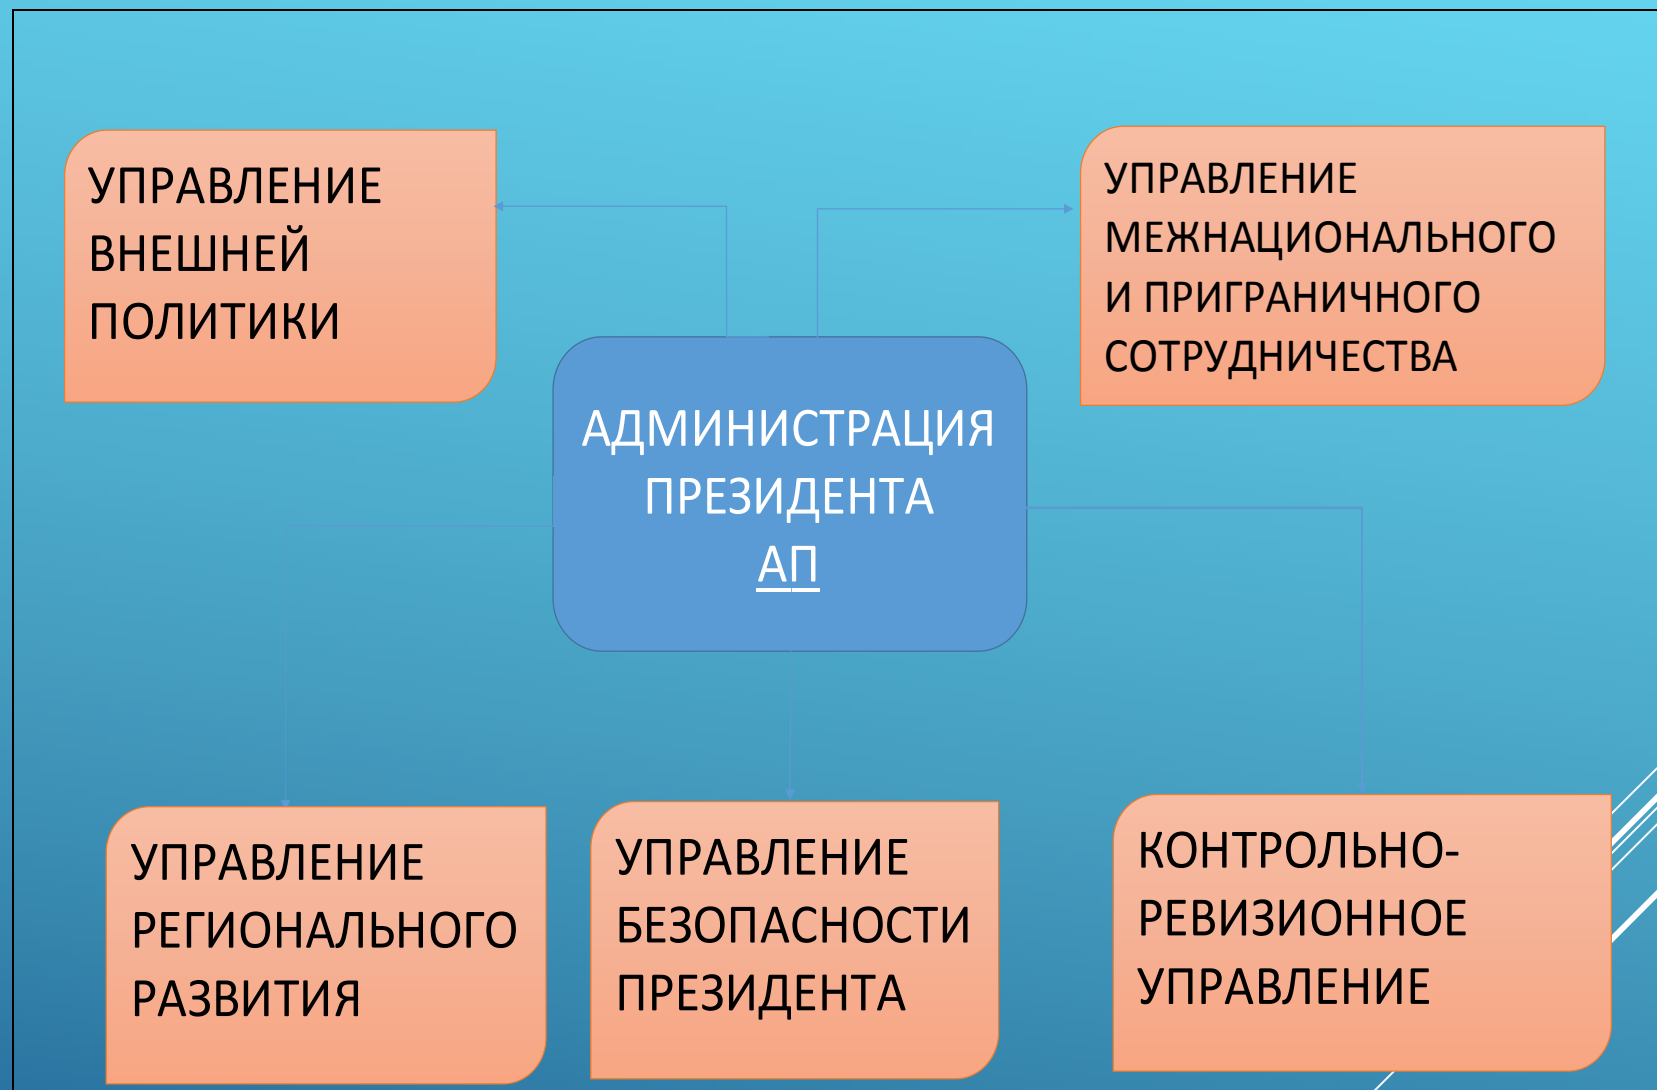 УПРАВЛЕНИЕ
ВНЕШНЕЙ
ПОЛИТИКИ
УПРАВЛЕНИЕ
МЕЖНАЦИОНАЛЬНОГО
И ПРИГРАНИЧНОГО
СОТРУДНИЧЕСТВА
АДМИНИСТРАЦИЯ
ПРЕЗИДЕНТА
АП
УПРАВЛЕНИЕ
РЕГИОНАЛЬНОГО
РАЗВИТИЯ
УПРАВЛЕНИЕ
БЕЗОПАСНОСТИ
ПРЕЗИДЕНТА
КОНТРОЛЬНО-
РЕВИЗИОННОЕ
УПРАВЛЕНИЕ